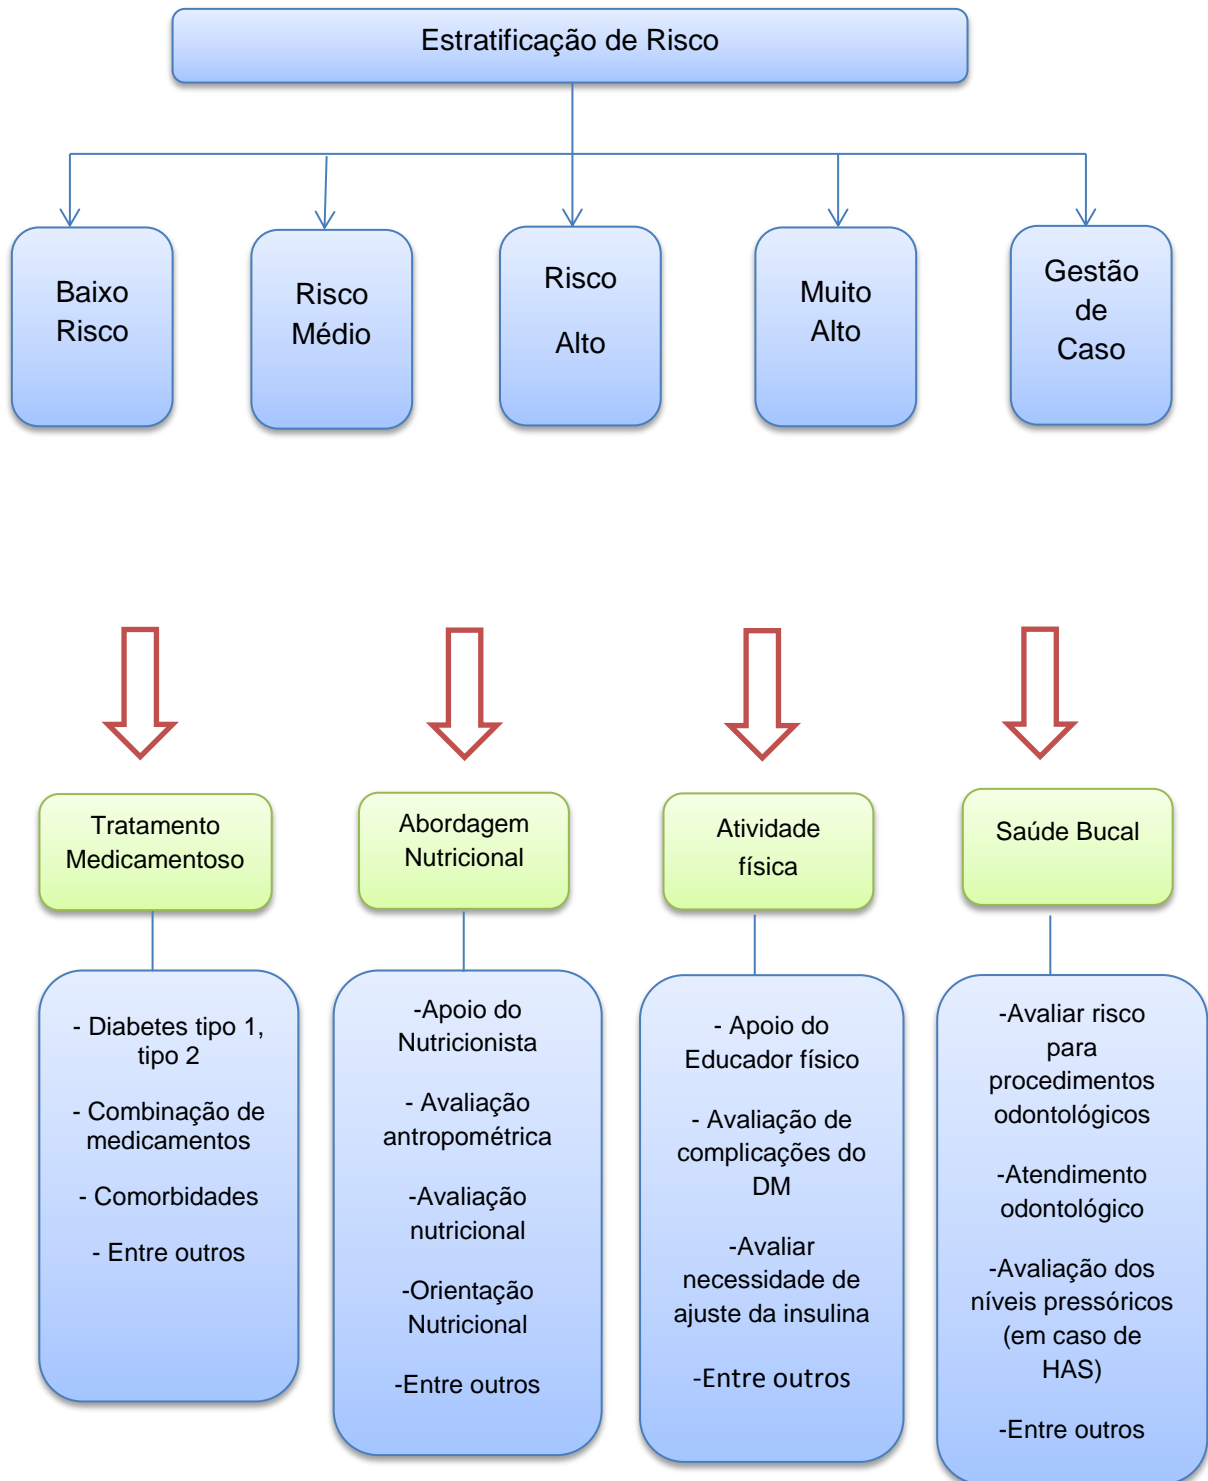 Estratificação de Risco
Baixo
Risco
Risco
Médio
Risco
Alto
Muito
Alto
Gestão
de
Caso
Tratamento
Medicamentoso
Abordagem
Nutricional
Atividade
física
Saúde Bucal
- Diabetes tipo 1,
tipo 2
- Combinação de
medicamentos
- Comorbidades
- Entre outros
-Apoio do
Nutricionista
- Avaliação
antropométrica
-Avaliação
nutricional
-Orientação
Nutricional
-Entre outros
- Apoio do
Educador físico
- Avaliação de
complicações do
DM
-Avaliar
necessidade de
ajuste da insulina
-Entre outros
-Avaliar risco
para
procedimentos
odontológicos
-Atendimento
odontológico
-Avaliação dos
níveis pressóricos
(em caso de
HAS)
-Entre outros